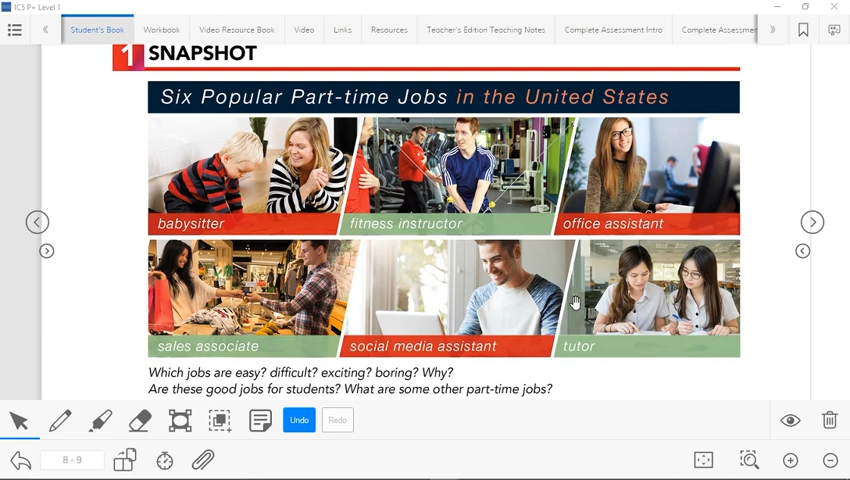 IC5 P+ Level 1
Student's Book
Workbook
Video Resource Book
Video
Links
Resources
Teacher's Edition Teaching Notes
Complete Assessment Intro
Complete Assessmen
1 SNAPSHOT
Six Popular Part-time Jobs in the United States
babysitter
fitness instructor
office assistant
sales associate
social media assistant
tutor
Which jobs are easy? difficult? exciting? boring? Why?
Are these good jobs for students? What are some other part-time jobs?
Undo
Redo
8 - 9